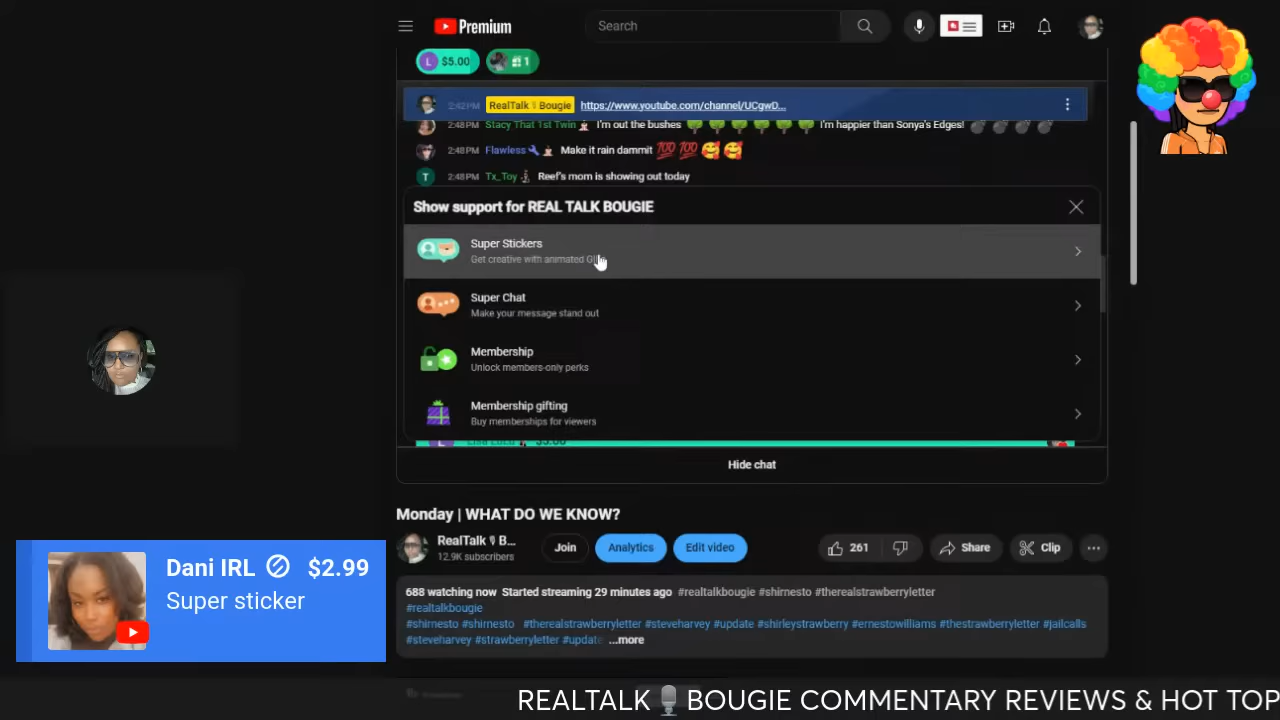 Premium
Search
L $5.00 1
2:42PM RealTalk🎙Bougie https://www.youtube.com/channel/UCgwD...
2:48PM Stacy That 1st Twin I'm out the bushes 🌳🌳🌳🌳🌳🌳 I'm happier than Sonya's Edges! 💣💣💣💣
2:48PM Flawless Make it rain dammit 💯💯🥰🥰
T 2:48PM Tx_Toy Reef's mom is showing out today
Show support for REAL TALK BOUGIE
Super Stickers
Get creative with animated
Super Chat
Make your message stand out
Membership
Unlock members-only perks
Membership gifting
Buy memberships for viewers
L Lisa LuLu $5.00
Hide chat
Monday | WHAT DO WE KNOW?
RealTalk🎙B...
12.9K subscribers
Join
Analytics
Edit video
261
Share
Clip
688 watching now Started streaming 29 minutes ago #realtalkbougie #shirnesto #therealstrawberryletter
#realtalkbougie
#shirnesto #shirnesto #therealstrawberryletter #steveharvey #update #shirleystrawberry #ernestowilliams #thestrawberryletter #jailcalls
#steveharvey #strawberryletter #update ...more
Dani IRL $2.99
Super sticker
REALTALK🎙BOUGIE COMMENTARY REVIEWS & HOT TOP